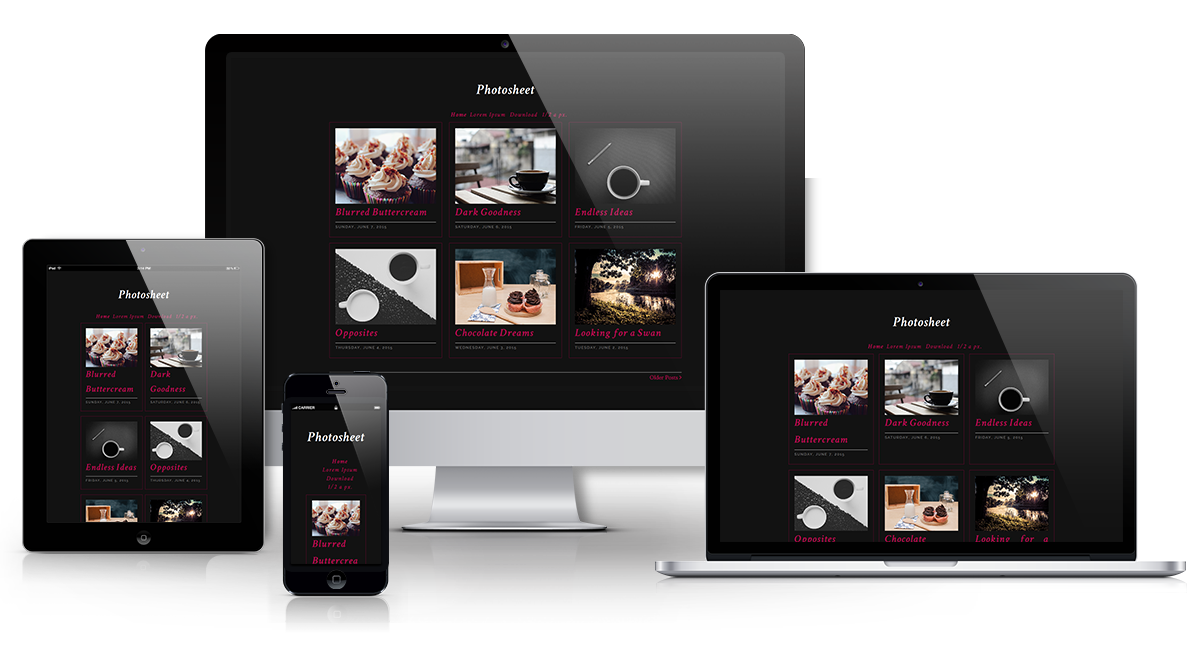 Photosheet
Home Lorem Ipsum Download 1/2 a pt.
Blurred Buttercream
SUNDAY, JUNE 7, 2015
Dark Goodness
SATURDAY, JUNE 6, 2015
Endless Ideas
FRIDAY, JUNE 5, 2015
Opposites
THURSDAY, JUNE 4, 2015
Chocolate Dreams
WEDNESDAY, JUNE 3, 2015
Looking for a Swan
TUESDAY, JUNE 2, 2015
Older Posts
iPad
Photosheet
Home Lorem Ipsum Download 1/2 a pt.
Blurred
Buttercream
SUNDAY, JUNE 7, 2015
Dark
Goodness
SATURDAY, JUNE 6, 2015
Endless Ideas
FRIDAY, JUNE 5, 2015
Opposites
THURSDAY, JUNE 4, 2015
CARRIER
Photosheet
Home
Lorem Ipsum
Download
1/2 a pt.
Blurred
Buttercrea
Photosheet
Home Lorem Ipsum Download 1/2 a pt.
Blurred
Buttercream
SUNDAY, JUNE 7, 2015
Dark Goodness
SATURDAY, JUNE 6, 2015
Endless Ideas
FRIDAY, JUNE 5, 2015
Opposites
Chocolate
Looking for a